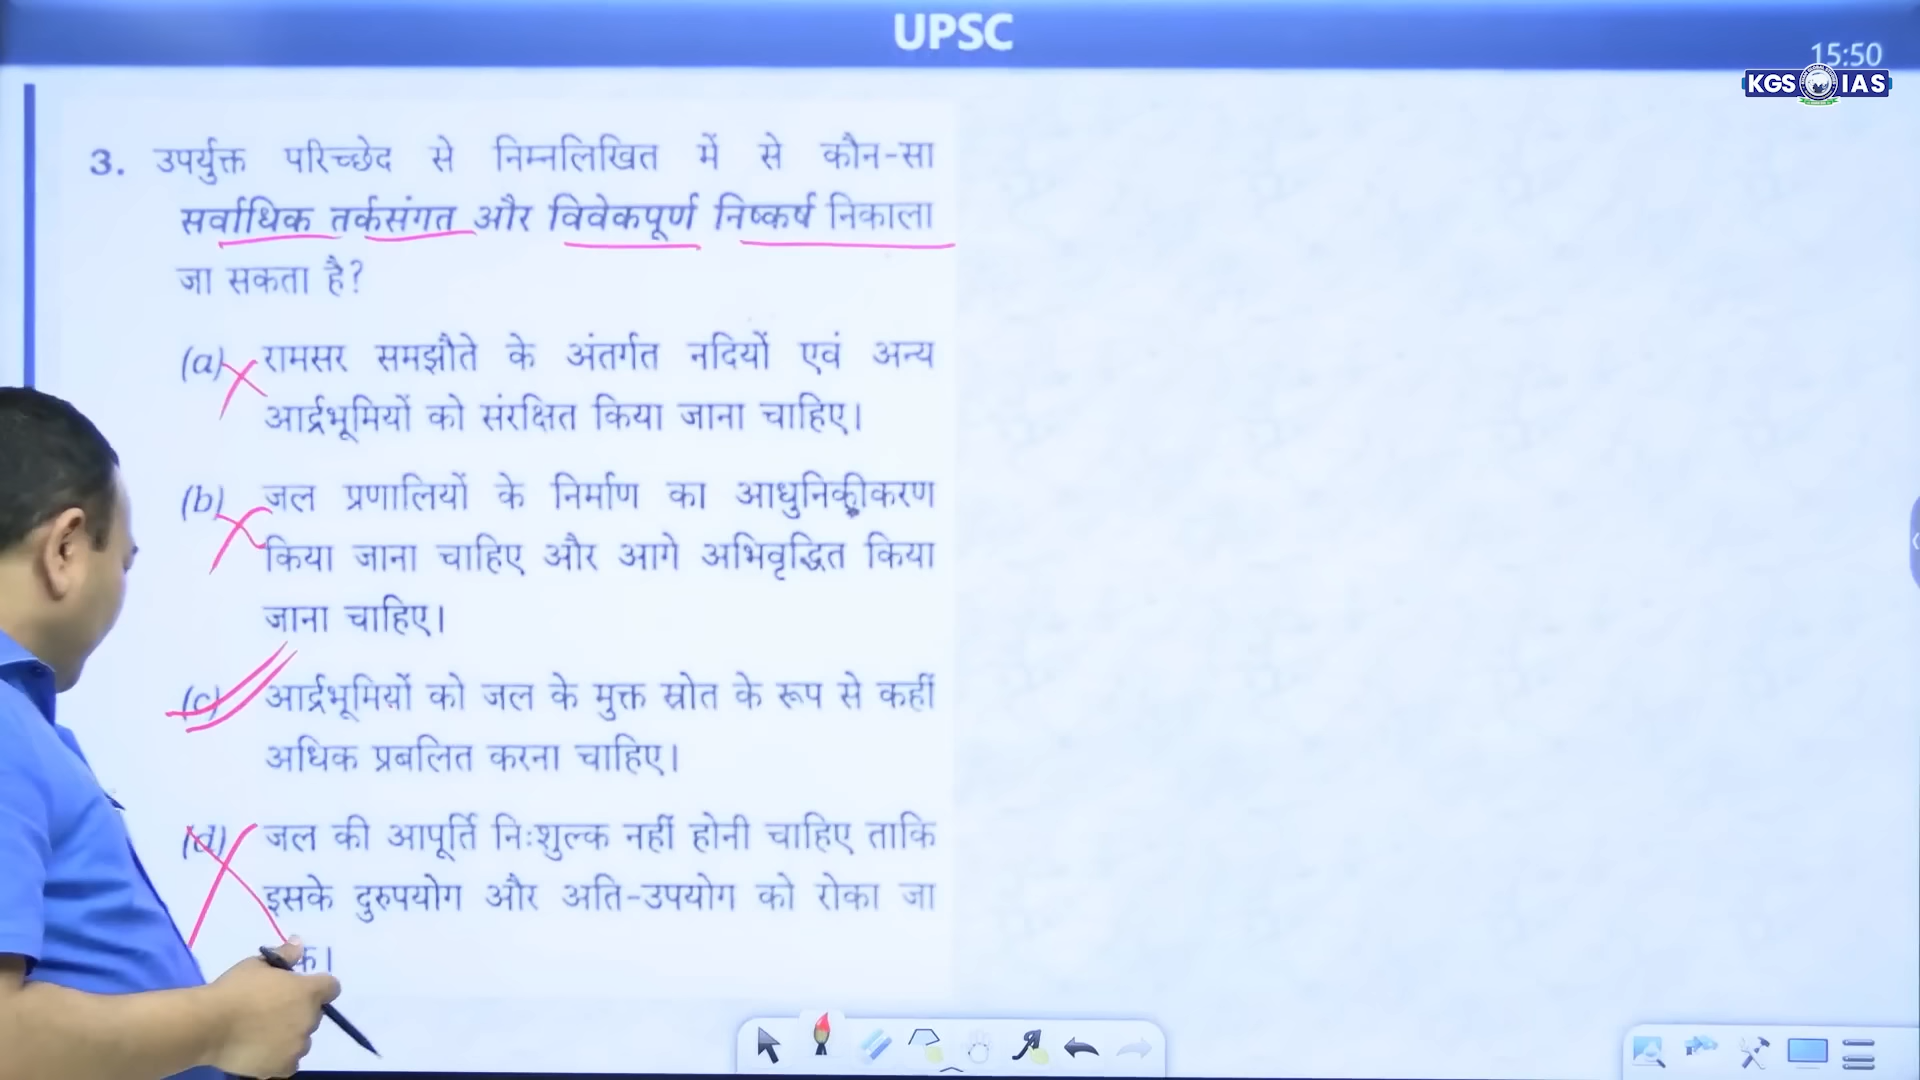 UPSC
15:50
KGS IAS
3. उपर्युक्त परिच्छेद से निम्नलिखित में से कौन-सा
सर्वाधिक तर्कसंगत और विवेकपूर्ण निष्कर्ष निकाला
जा सकता है?
(a) रामसर समझौते के अंतर्गत नदियों एवं अन्य
आर्द्रभूमियों को संरक्षित किया जाना चाहिए।
(b) जल प्रणालियों के निर्माण का आधुनिकीकरण
किया जाना चाहिए और आगे अभिवृद्धित किया
जाना चाहिए।
(c) आर्द्रभूमियों को जल के मुक्त स्रोत के रूप से कहीं
अधिक प्रबलित करना चाहिए।
(d) जल की आपूर्ति निःशुल्क नहीं होनी चाहिए ताकि
इसके दुरुपयोग और अति-उपयोग को रोका जा